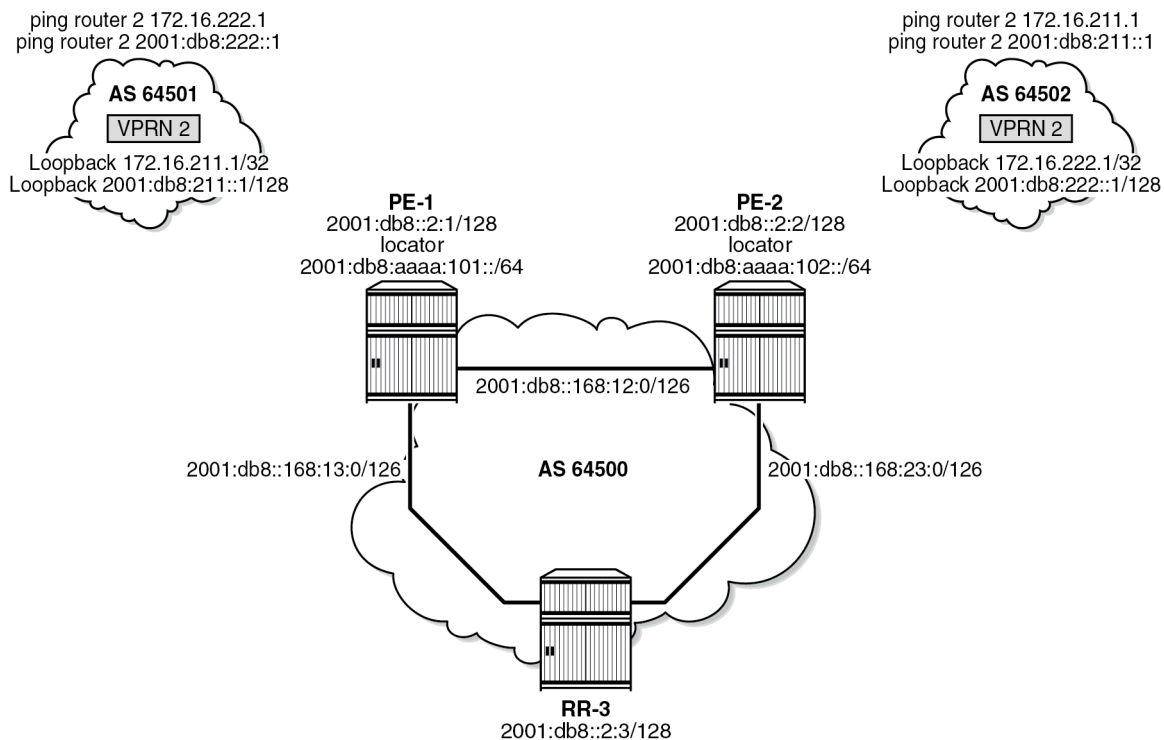 ping router 2 172.16.222.1
ping router 2 2001:db8:222::1
AS 64501
VPRN 2
Loopback 172.16.211.1/32
Loopback 2001:db8:211::1/128
ping router 2 172.16.211.1
ping router 2 2001:db8:211::1
AS 64502
VPRN 2
Loopback 172.16.222.1/32
Loopback 2001:db8:222::1/128
PE-1
2001:db8::2:1/128
locator
2001:db8:aaaa:101::/64
PE-2
2001:db8::2:2/128
locator
2001:db8:aaaa:102::/64
2001:db8::168:12:0/126
2001:db8::168:13:0/126
AS 64500
2001:db8::168:23:0/126
RR-3
2001:db8::2:3/128